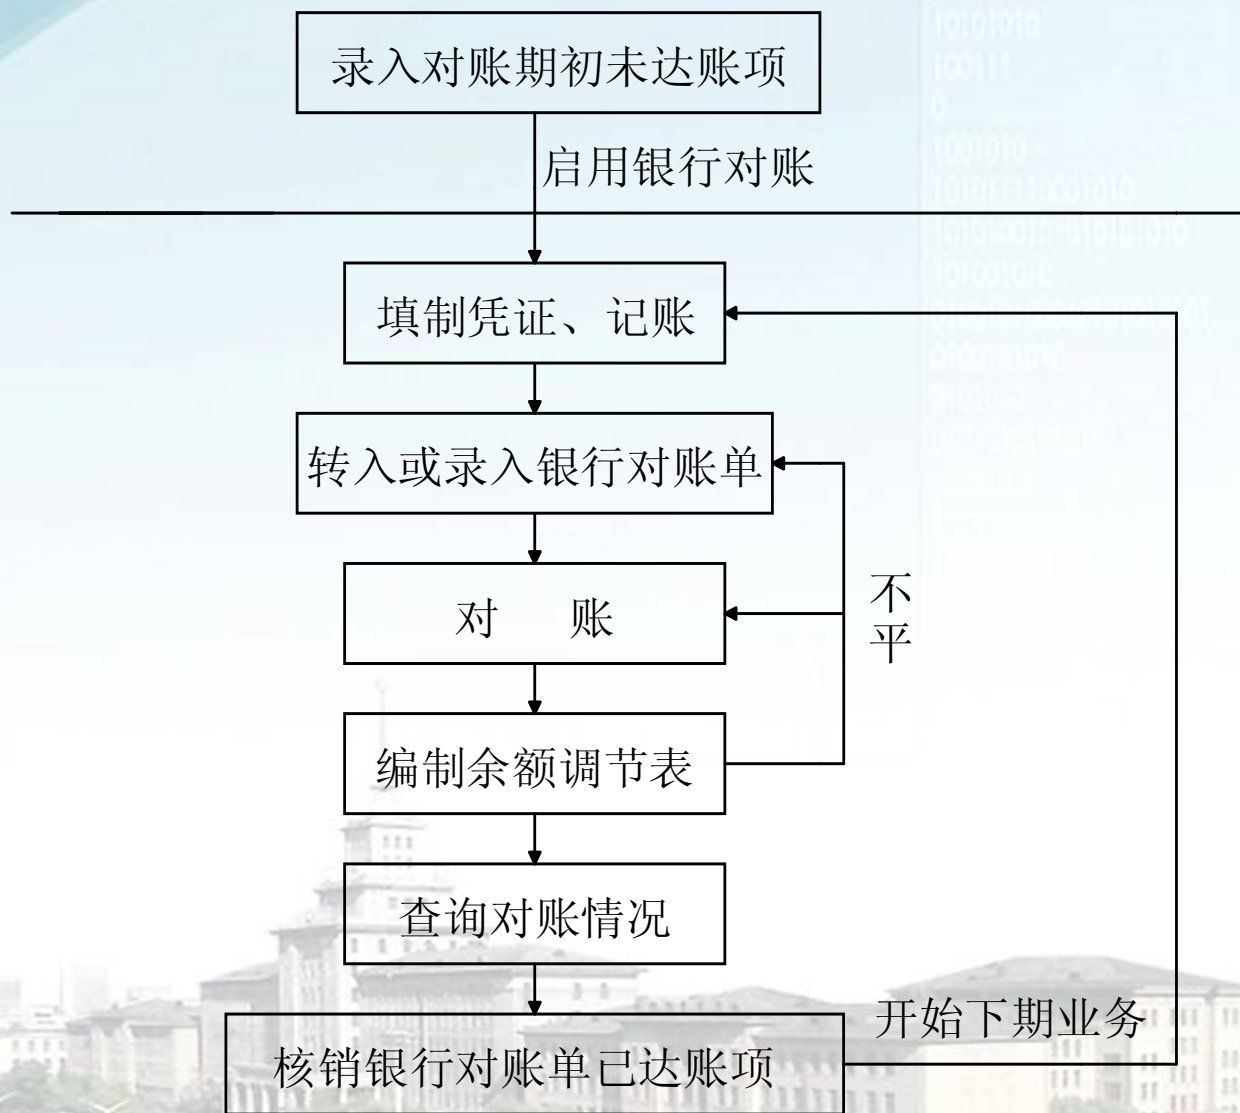 录入对账期初未达账项
启用银行对账
填制凭证、记账
转入或录入银行对账单
对 账
不
平
编制余额调节表
查询对账情况
开始下期业务
核销银行对账单已达账项